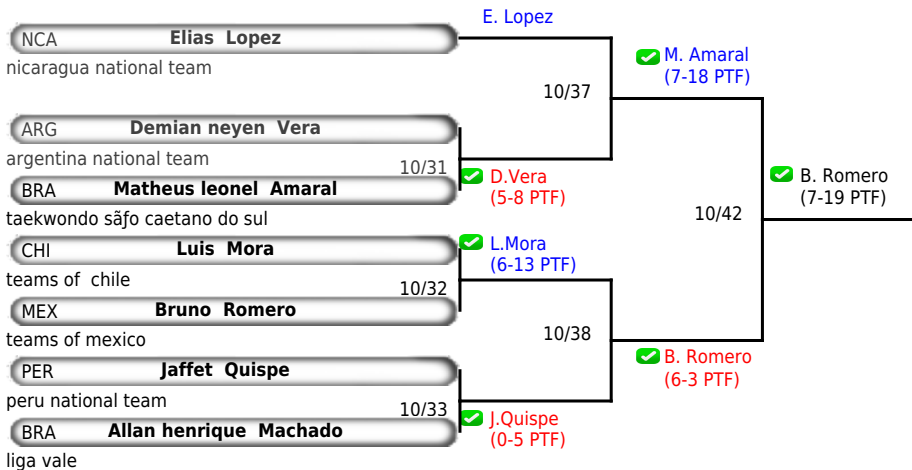 E. Lopez
NCA Elias Lopez
nicaragua national team
M. Amaral
(7-18 PTF)
10/37
ARG Demian neyen Vera
argentina national team
10/31
D.Vera
(5-8 PTF)
BRA Matheus leonel Amaral
taekwondo sãfo caetano do sul
B. Romero
(7-19 PTF)
10/42
CHI Luis Mora
teams of chile
L.Mora
(6-13 PTF)
10/32
MEX Bruno Romero
teams of mexico
10/38
PER Jaffet Quispe
peru national team
B. Romero
(6-3 PTF)
10/33
J.Quispe
(0-5 PTF)
BRA Allan henrique Machado
liga vale